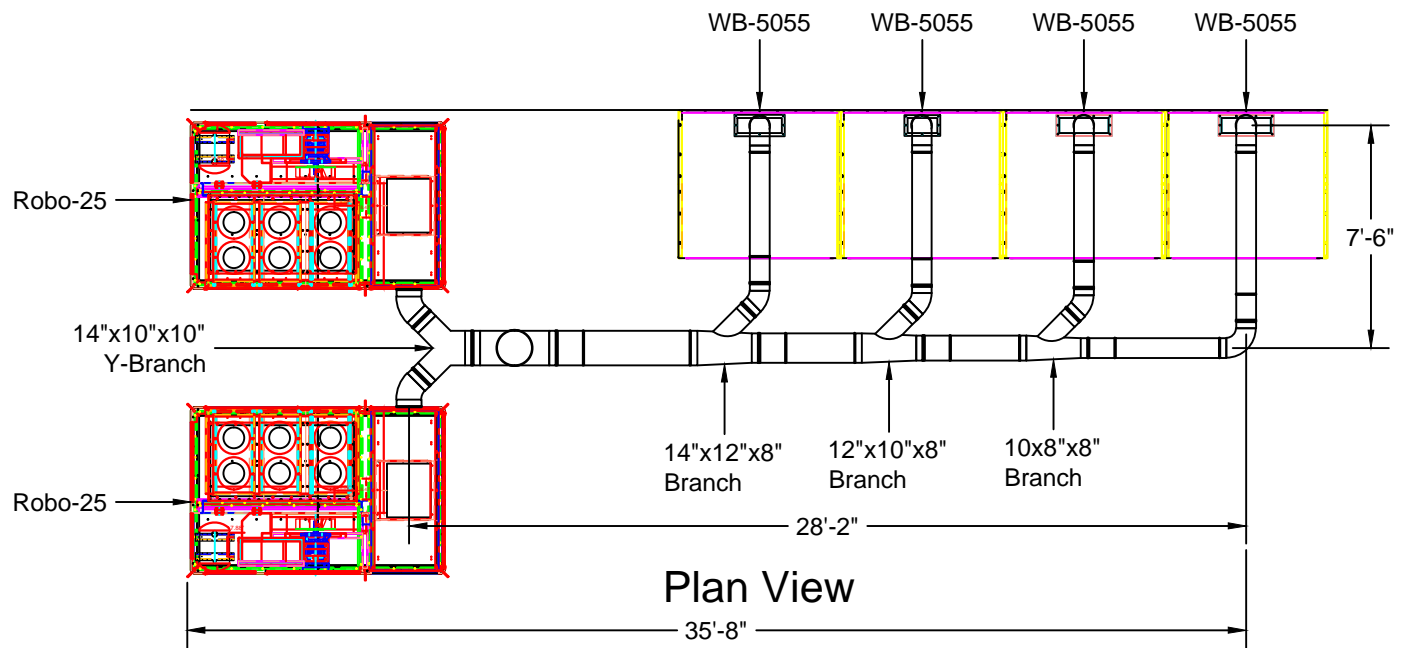 WB-5055
WB-5055
WB-5055
WB-5055
Robo-25
7'-6"
14"x10"x10"
Y-Branch
14"x12"x8"
Branch
12"x10"x8"
Branch
10x8"x8"
Branch
Robo-25
28'-2"
Plan View
35'-8"